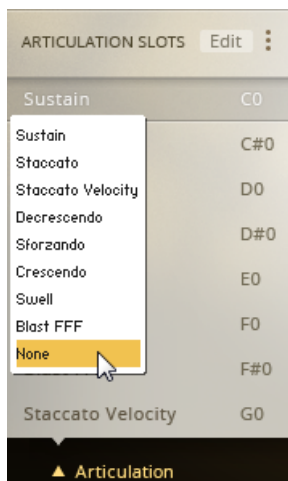 ARTICULATION SLOTS Edit
Sustain C0
Sustain
Staccato C#0
Staccato Velocity D0
Decrescendo
Sforzando D#0
Crescendo E0
Swell
Blast FFF F0
None F#0
Staccato Velocity G0
Articulation